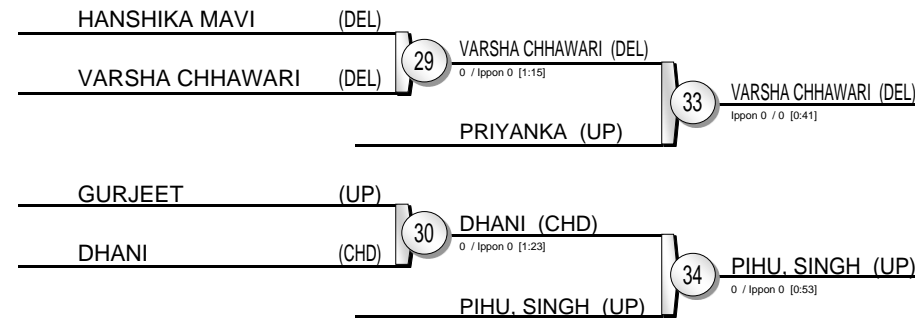 HANSHIKA MAVI (DEL)
29
VARSHA CHHAWARI (DEL)
0 / Ippon 0 [1:15]
VARSHA CHHAWARI (DEL)
33
VARSHA CHHAWARI (DEL)
Ippon 0 / 0 [0:41]
PRIYANKA (UP)
GURJEET (UP)
30
DHANI (CHD)
0 / Ippon 0 [1:23]
DHANI (CHD)
34
PIHU, SINGH (UP)
0 / Ippon 0 [0:53]
PIHU, SINGH (UP)